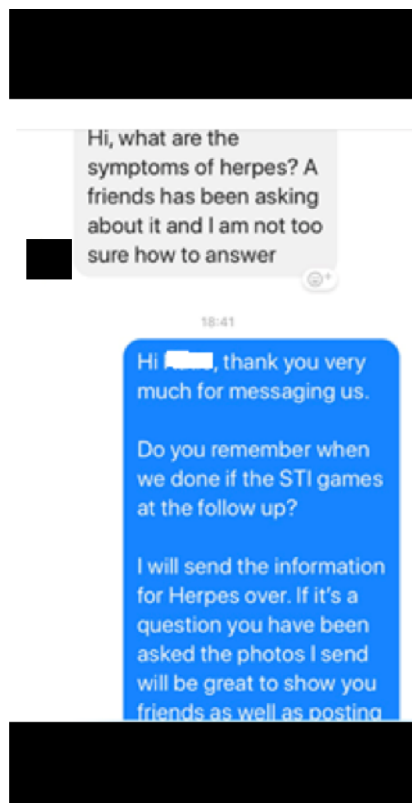 Hi, what are the
symptoms of herpes? A
friends has been asking
about it and I am not too
sure how to answer
18:41
Hi , thank you very
much for messaging us.
Do you remember when
we done if the STI games
at the follow up?
I will send the information
for Herpes over. If it's a
question you have been
asked the photos I send
will be great to show you
friends as well as posting